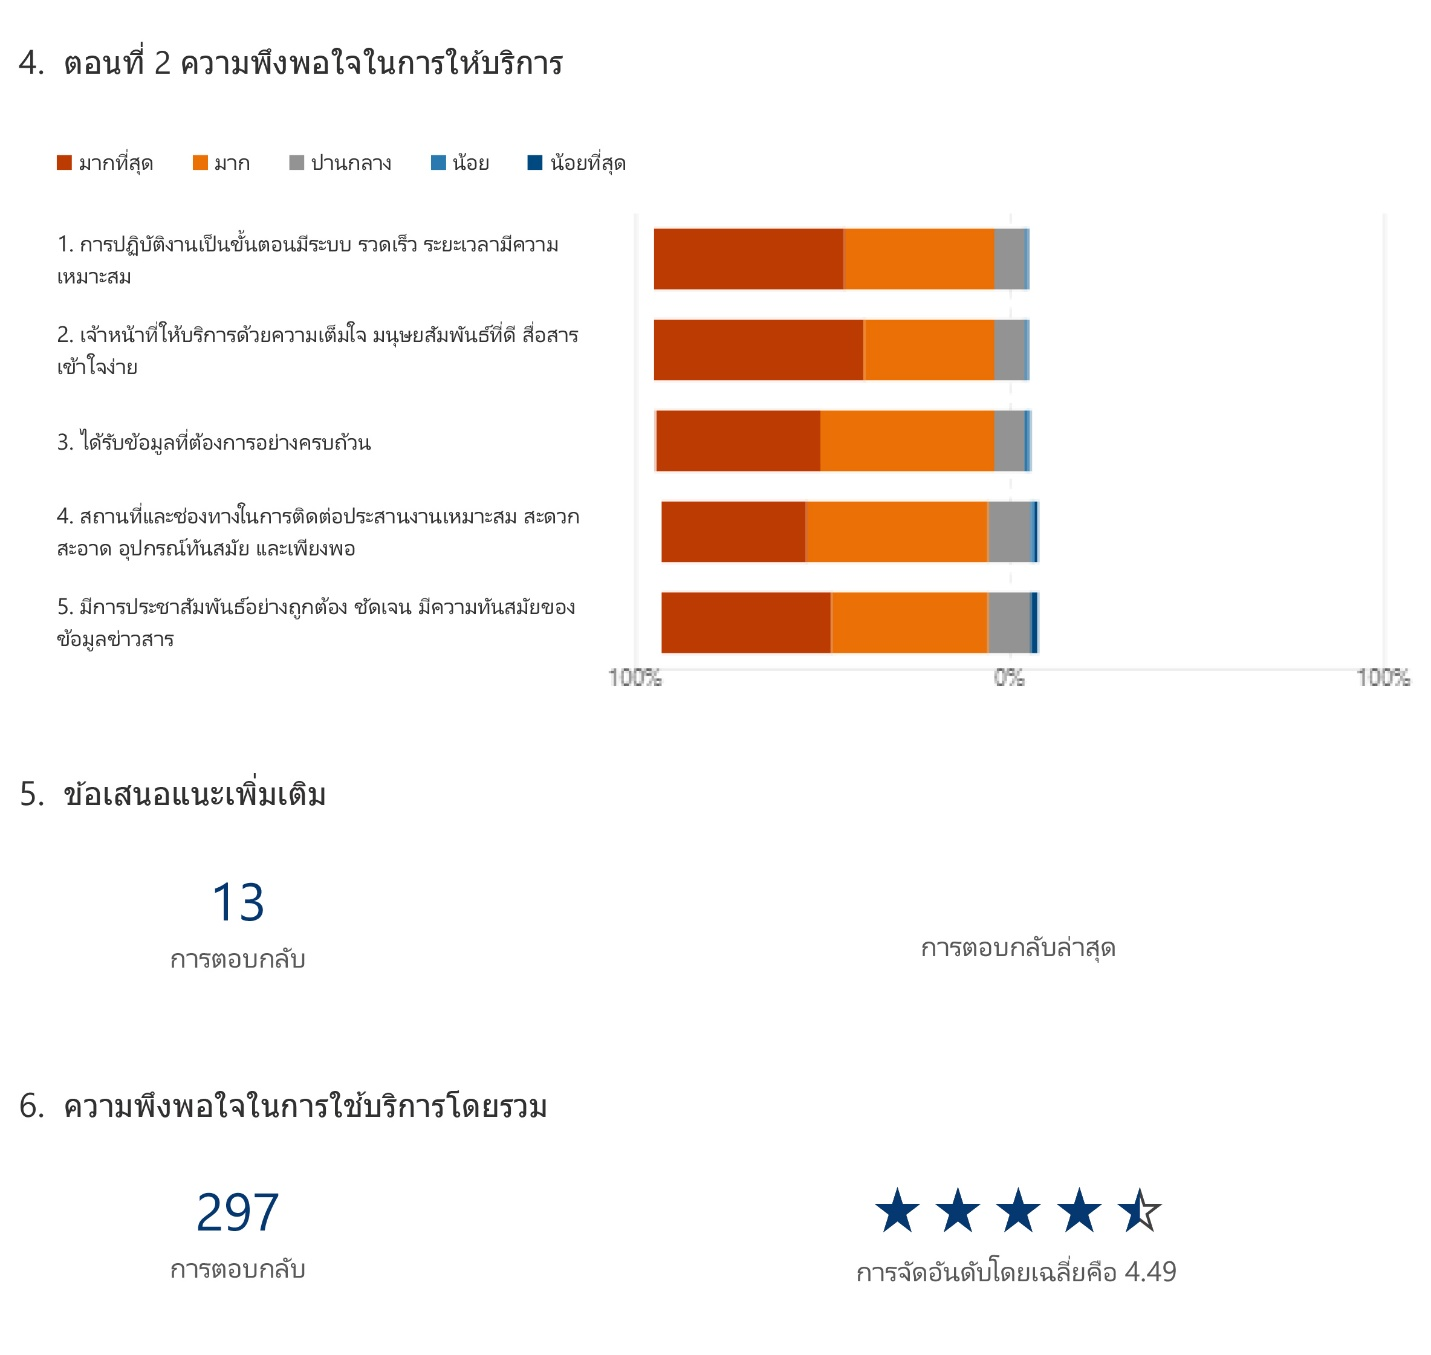 4. ตอนที่ 2 ความพึงพอใจในการให้บริการ
มากที่สุด มาก ปานกลาง น้อย น้อยที่สุด
1. การปฏิบัติงานเป็นขั้นตอนมีระบบ รวดเร็ว ระยะเวลามีความ
เหมาะสม
2. เจ้าหน้าที่ให้บริการด้วยความเต็มใจ มนุษยสัมพันธ์ที่ดี สื่อสาร
เข้าใจง่าย
3. ได้รับข้อมูลที่ต้องการอย่างครบถ้วน
4. สถานที่และช่องทางในการติดต่อประสานงานเหมาะสม สะดวก
สะอาด อุปกรณ์ทันสมัย และเพียงพอ
5. มีการประชาสัมพันธ์อย่างถูกต้อง ชัดเจน มีความทันสมัยของ
ข้อมูลข่าวสาร
100% 0% 100%
5. ข้อเสนอแนะเพิ่มเติม
13
การตอบกลับ
การตอบกลับล่าสุด
6. ความพึงพอใจในการใช้บริการโดยรวม
297
การตอบกลับ
การจัดอันดับโดยเฉลี่ยคือ 4.49